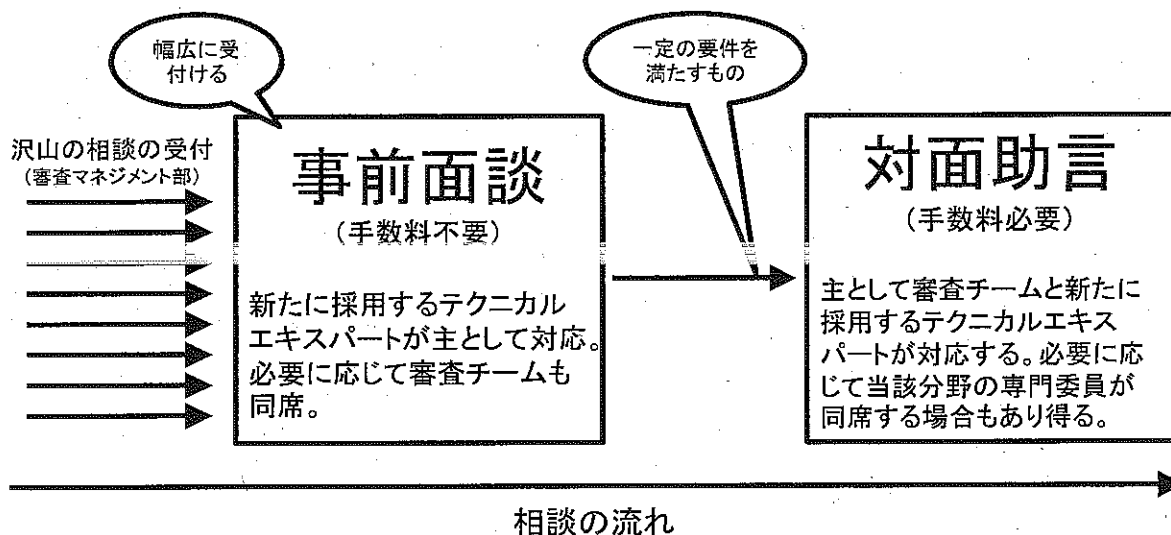 幅広に受
付ける
一定の要件を
満たすもの
沢山の相談の受付
(審査マネジメント部)
事前面談
(手数料不要)
新たに採用するテクニカル
エキスパートが主として対応。
必要に応じて審査チームも
同席。
対面助言
(手数料必要)
主として審査チームと新たに
採用するテクニカルエキス
パートが対応する。必要に応
じて当該分野の専門委員が
同席する場合もあり得る。
相談の流れ